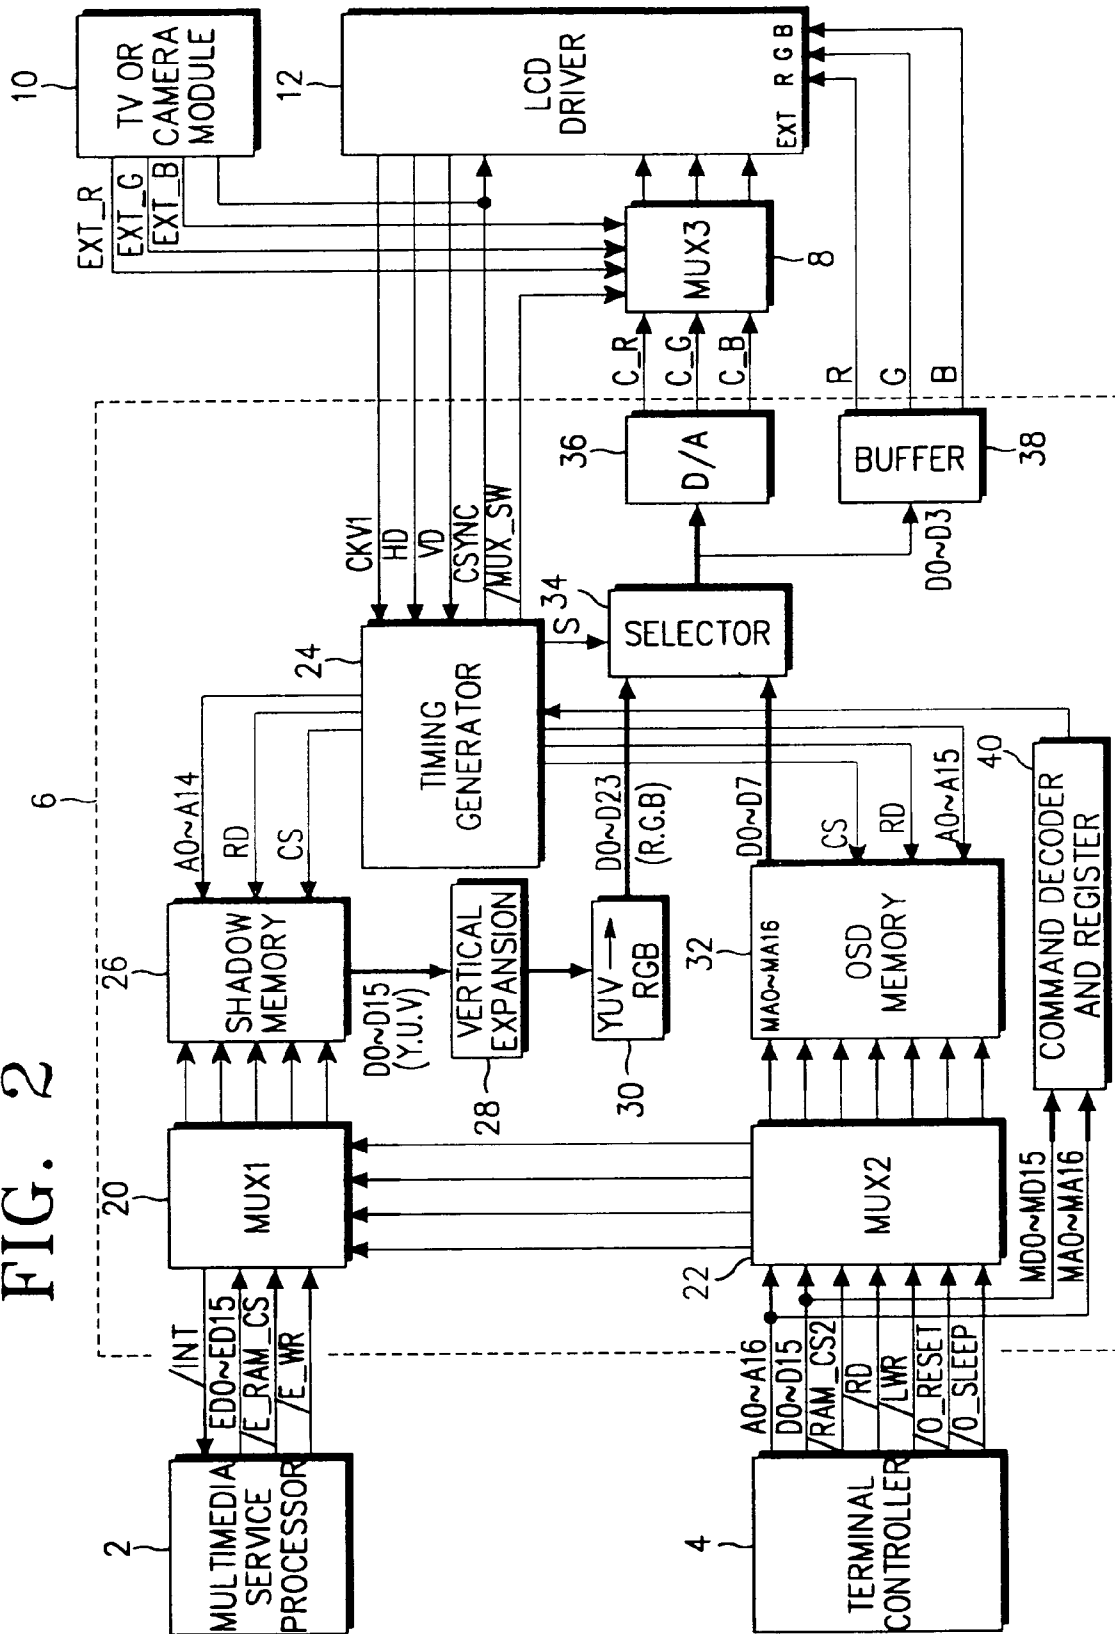 FIG. 2
6
2
MULTIMEDIA
SERVICE
PROCESSOR
/INT
ED0~ED15
/E_RAM_CS
/E_WR
20
MUX1
26
SHADOW
MEMORY
A0~A14
RD
CS
D0~D15
(Y.U.V)
28
VERTICAL
EXPANSION
30
YUV
RGB
D0~D23
(R.G.B)
24
TIMING
GENERATOR
CKV1
HD
VD
CSYNC
/MUX_SW
S
34
SELECTOR
36
D/A
C_R
C_G
C_B
10
TV OR
CAMERA
MODULE
EXT_R
EXT_G
EXT_B
12
LCD
DRIVER
EXT R G B
MUX3
8
R
G
B
BUFFER
38
D0~D3
4
TERMINAL
CONTROLLER
A0~A16
D0~D15
/RAM_CS2
/RD
/LWR
/O_RESET
/O_SLEEP
22
MUX2
32
MA0~MA16
OSD
MEMORY
D0~D7
CS
RD
A0~A15
MD0~MD15
MA0~MA16
40
COMMAND DECODER
AND REGISTER